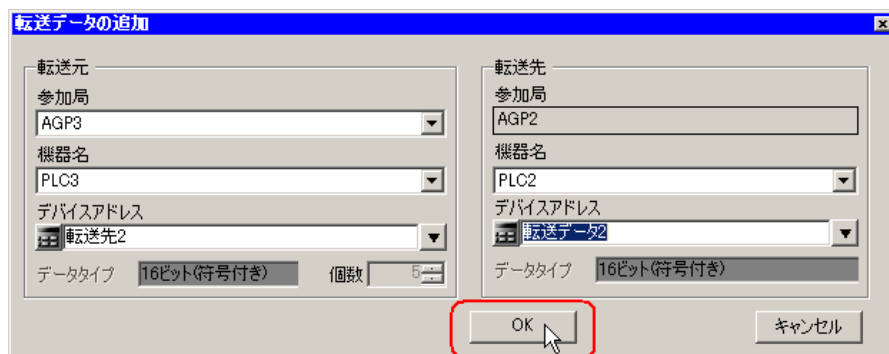 転送データの追加
転送元
参加局
AGP3
機器名
PLC3
デバイスアドレス
転送先2
データタイプ 16ビット(符号付き) 個数 5
転送先
参加局
AGP2
機器名
PLC2
デバイスアドレス
転送データ2
データタイプ 16ビット(符号付き)
OK キャンセル